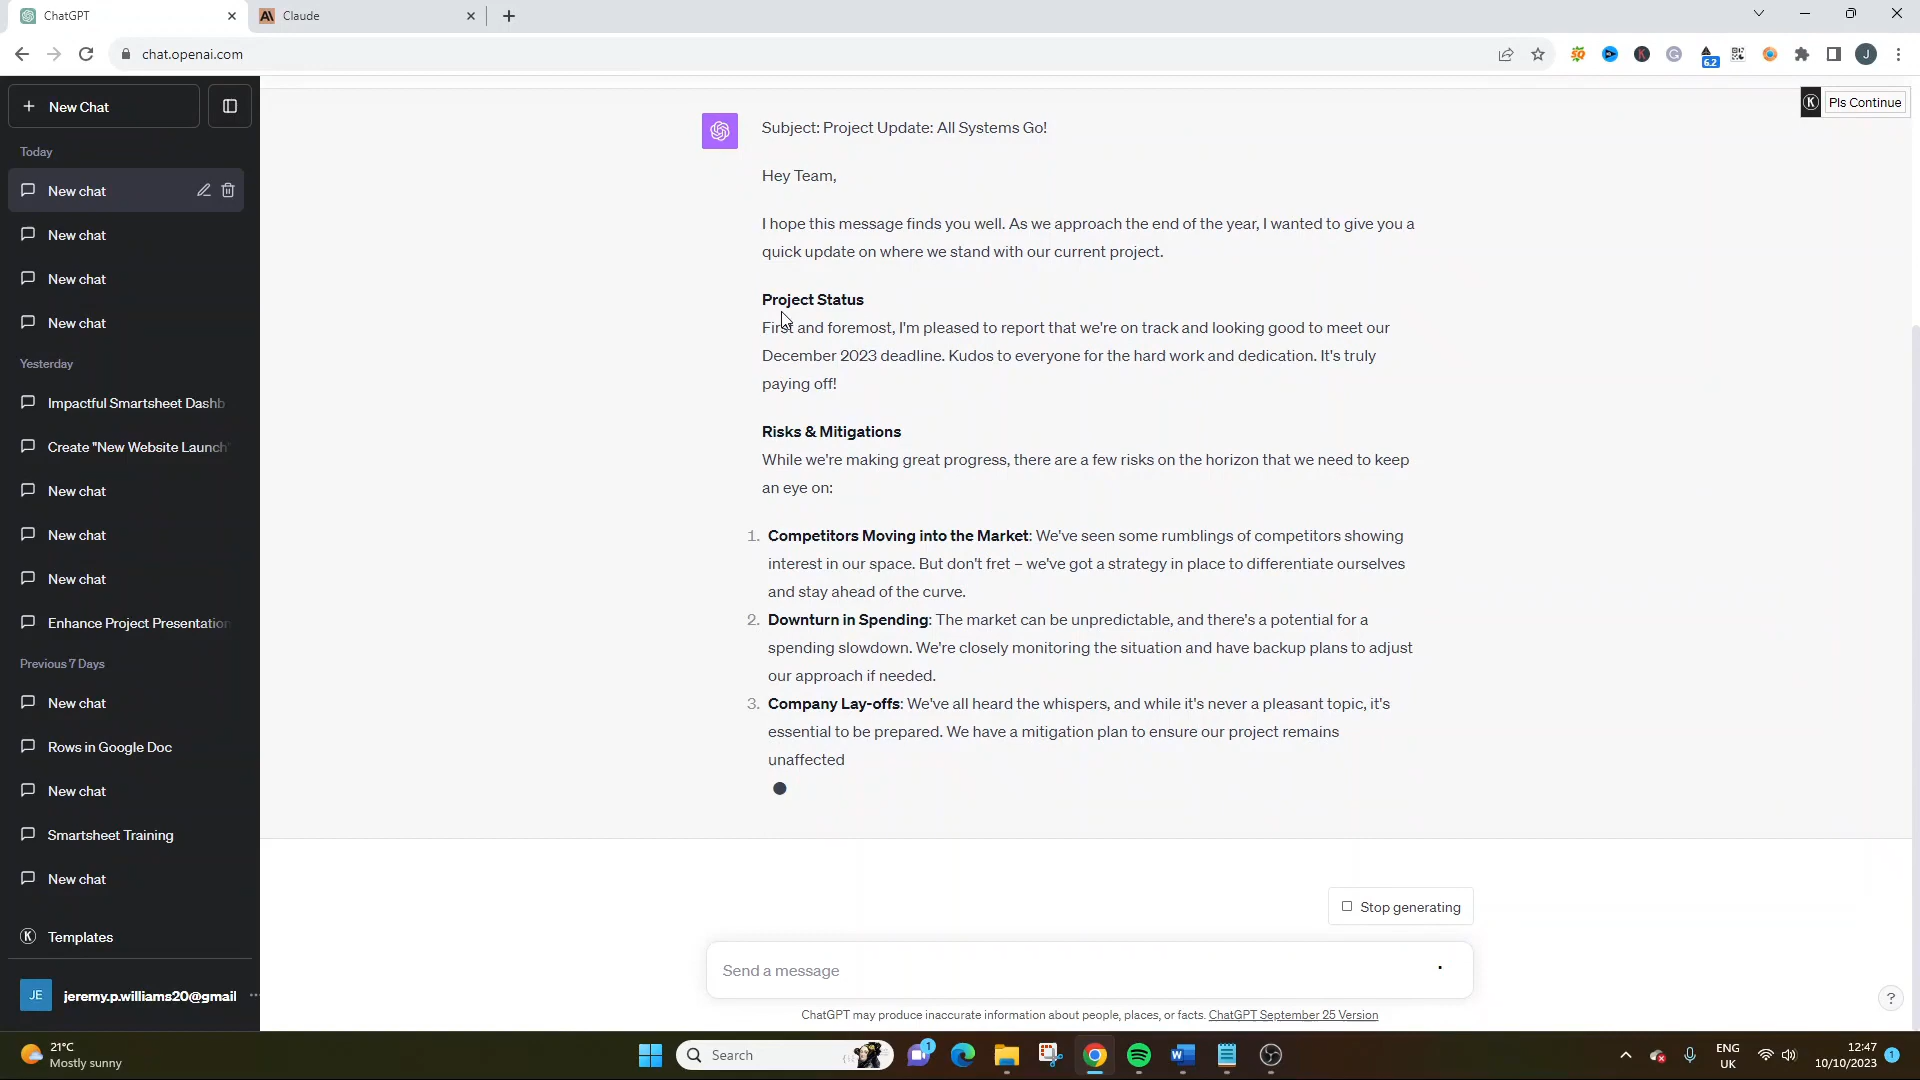 ChatGPT
Claude
chat.openai.com
6.2
J
New Chat
Pls Continue
Today
New chat
New chat
New chat
New chat
Yesterday
Impactful Smartsheet Dashb
Create "New Website Launch"
New chat
New chat
New chat
Enhance Project Presentation
Previous 7 Days
New chat
Rows in Google Doc
New chat
Smartsheet Training
New chat
Templates
JE
jeremy.p.williams20@gmail
Subject: Project Update: All Systems Go!
Hey Team,
I hope this message finds you well. As we approach the end of the year, I wanted to give you a
quick update on where we stand with our current project.
Project Status
First and foremost, I'm pleased to report that we're on track and looking good to meet our
December 2023 deadline. Kudos to everyone for the hard work and dedication. It's truly
paying off!
Risks & Mitigations
While we're making great progress, there are a few risks on the horizon that we need to keep
an eye on:
1. Competitors Moving into the Market: We've seen some rumblings of competitors showing
interest in our space. But don't fret – we've got a strategy in place to differentiate ourselves
and stay ahead of the curve.
2. Downturn in Spending: The market can be unpredictable, and there's a potential for a
spending slowdown. We're closely monitoring the situation and have backup plans to adjust
our approach if needed.
3. Company Lay-offs: We've all heard the whispers, and while it's never a pleasant topic, it's
essential to be prepared. We have a mitigation plan to ensure our project remains
unaffected
Stop generating
Send a message
ChatGPT may produce inaccurate information about people, places, or facts. ChatGPT September 25 Version
?
21°C
Mostly sunny
Search
1
ENG
UK
12:47
10/10/2023
1